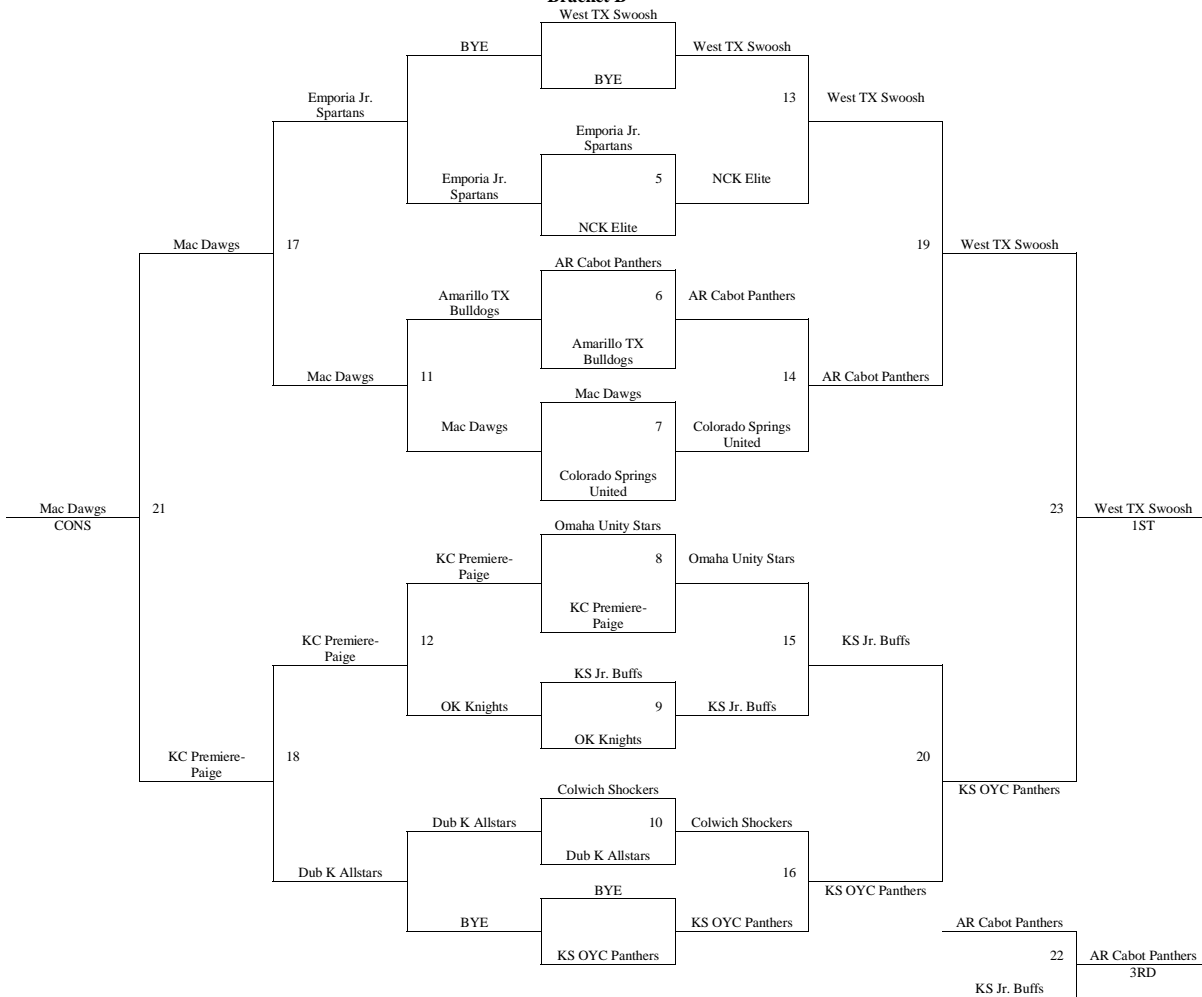 West TX Swoosh
BYE
West TX Swoosh
BYE
13
West TX Swoosh
Emporia Jr.
Spartans
Emporia Jr.
Spartans
Emporia Jr.
Spartans
5
NCK Elite
NCK Elite
Mac Dawgs
17
19
West TX Swoosh
AR Cabot Panthers
Amarillo TX
Bulldogs
6
AR Cabot Panthers
Amarillo TX
Bulldogs
Mac Dawgs
11
14
AR Cabot Panthers
Mac Dawgs
Mac Dawgs
7
Colorado Springs
United
Colorado Springs
United
Mac Dawgs
CONS
21
23
West TX Swoosh
1ST
Omaha Unity Stars
KC Premiere-
Paige
8
Omaha Unity Stars
KC Premiere-
Paige
KC Premiere-
Paige
12
15
KS Jr. Buffs
KS Jr. Buffs
OK Knights
9
KS Jr. Buffs
OK Knights
KC Premiere-
Paige
18
20
KS OYC Panthers
Colwich Shockers
Dub K Allstars
10
Colwich Shockers
Dub K Allstars
Dub K Allstars
16
KS OYC Panthers
BYE
BYE
KS OYC Panthers
KS OYC Panthers
AR Cabot Panthers
22
AR Cabot Panthers
3RD
KS Jr. Buffs